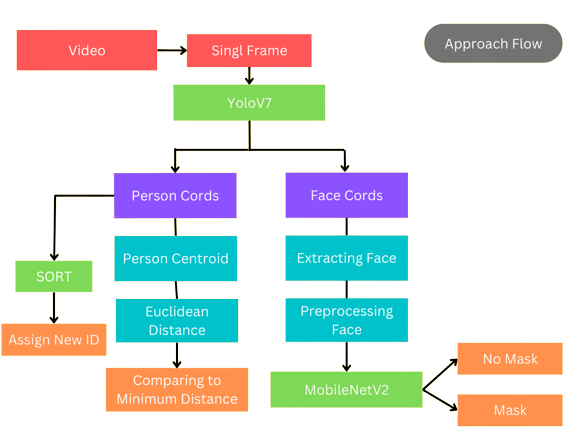 Video
Singl Frame
Approach Flow
YoloV7
Person Cords
Face Cords
Person Centroid
Extracting Face
SORT
Euclidean
Distance
Preprocessing
Face
Assign New ID
No Mask
Comparing to
Minimum Distance
MobileNetV2
Mask